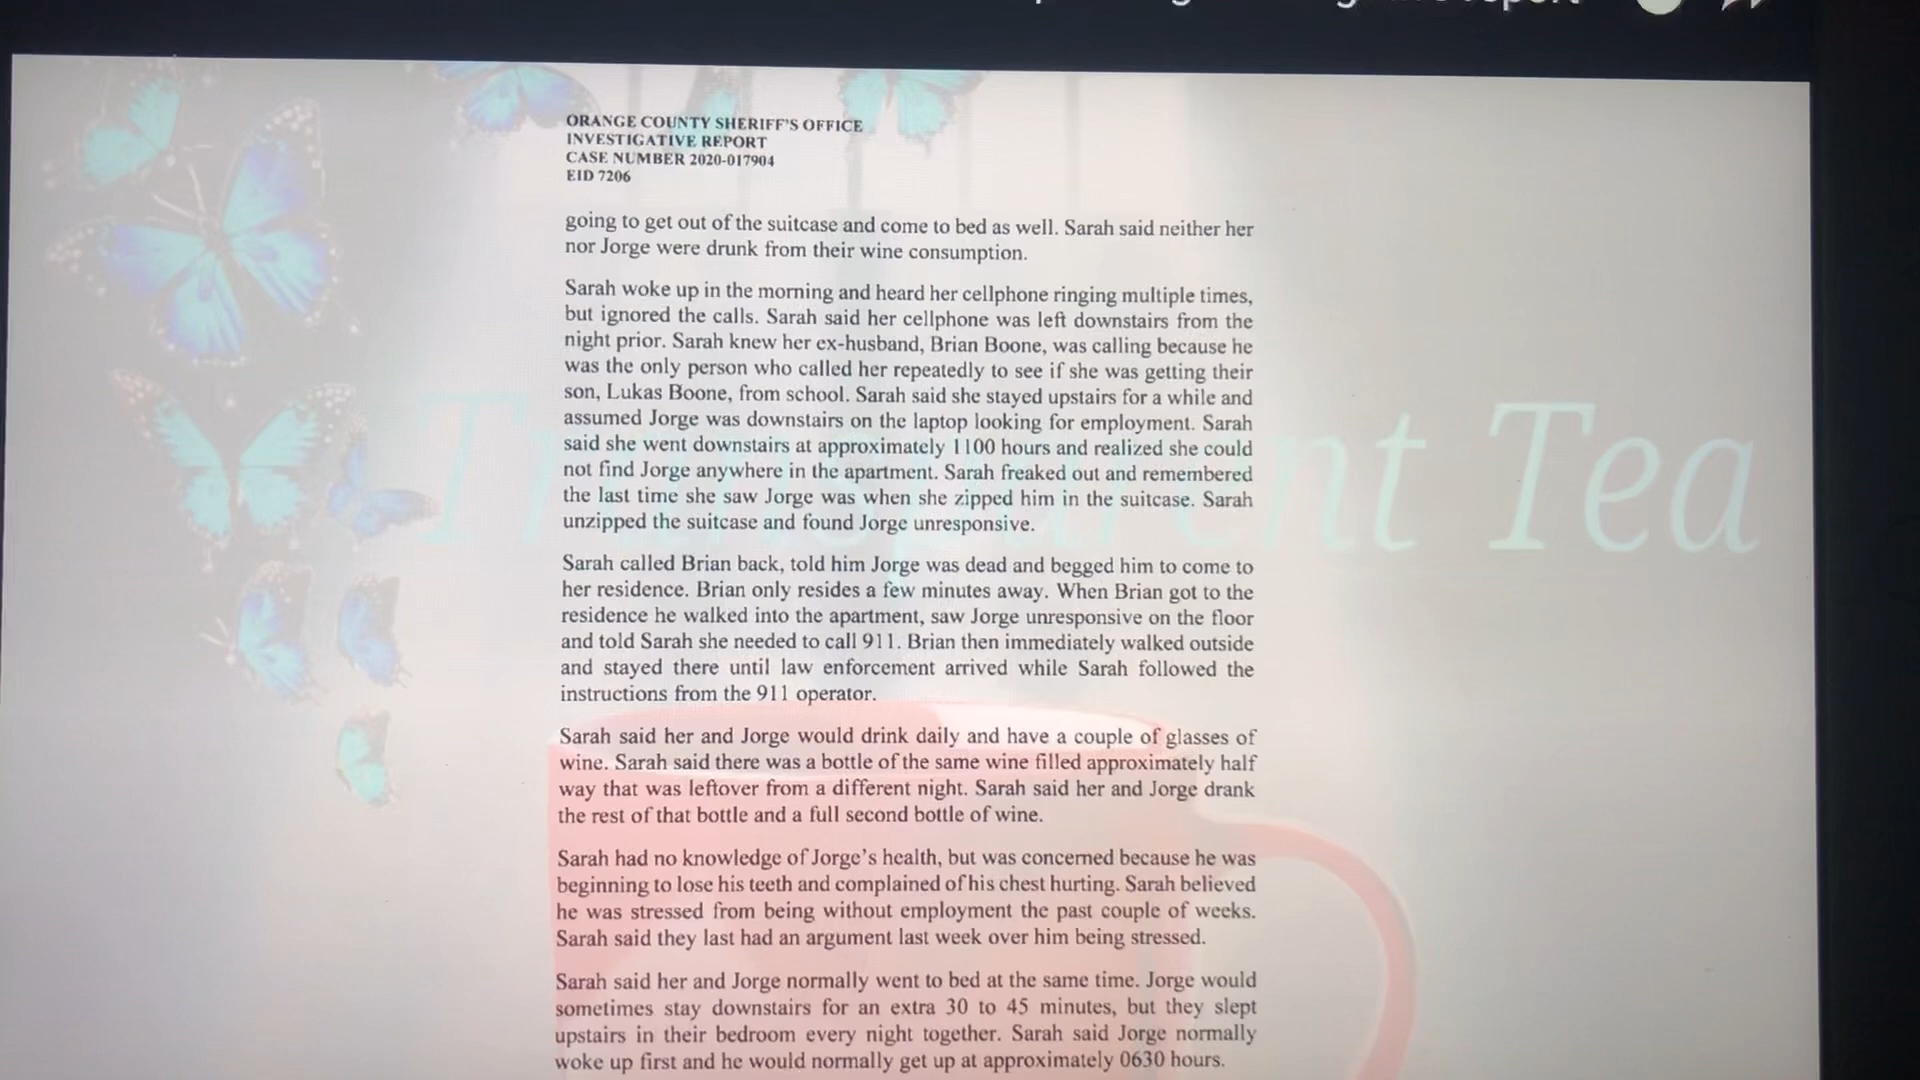 ORANGE COUNTY SHERIFF'S OFFICE
INVESTIGATIVE REPORT
CASE NUMBER 2020-017904
EID 7206
going to get out of the suitcase and come to bed as well. Sarah said neither her
nor Jorge were drunk from their wine consumption.
Sarah woke up in the morning and heard her cellphone ringing multiple times,
but ignored the calls. Sarah said her cellphone was left downstairs from the
night prior. Sarah knew her ex-husband, Brian Boone, was calling because he
was the only person who called her repeatedly to see if she was getting their
son, Lukas Boone, from school. Sarah said she stayed upstairs for a while and
assumed Jorge was downstairs on the laptop looking for employment. Sarah
said she went downstairs at approximately 1100 hours and realized she could
not find Jorge anywhere in the apartment. Sarah freaked out and remembered
the last time she saw Jorge was when she zipped him in the suitcase. Sarah
unzipped the suitcase and found Jorge unresponsive.
Sarah called Brian back, told him Jorge was dead and begged him to come to
her residence. Brian only resides a few minutes away. When Brian got to the
residence he walked into the apartment, saw Jorge unresponsive on the floor
and told Sarah she needed to call 911. Brian then immediately walked outside
and stayed there until law enforcement arrived while Sarah followed the
instructions from the 911 operator.
Sarah said her and Jorge would drink daily and have a couple of glasses of
wine. Sarah said there was a bottle of the same wine filled approximately half
way that was leftover from a different night. Sarah said her and Jorge drank
the rest of that bottle and a full second bottle of wine.
Sarah had no knowledge of Jorge's health, but was concerned because he was
beginning to lose his teeth and complained of his chest hurting. Sarah believed
he was stressed from being without employment the past couple of weeks.
Sarah said they last had an argument last week over him being stressed.
Sarah said her and Jorge normally went to bed at the same time. Jorge would
sometimes stay downstairs for an extra 30 to 45 minutes, but they slept
upstairs in their bedroom every night together. Sarah said Jorge normally
woke up first and he would normally get up at approximately 0630 hours.
Transparent Tea